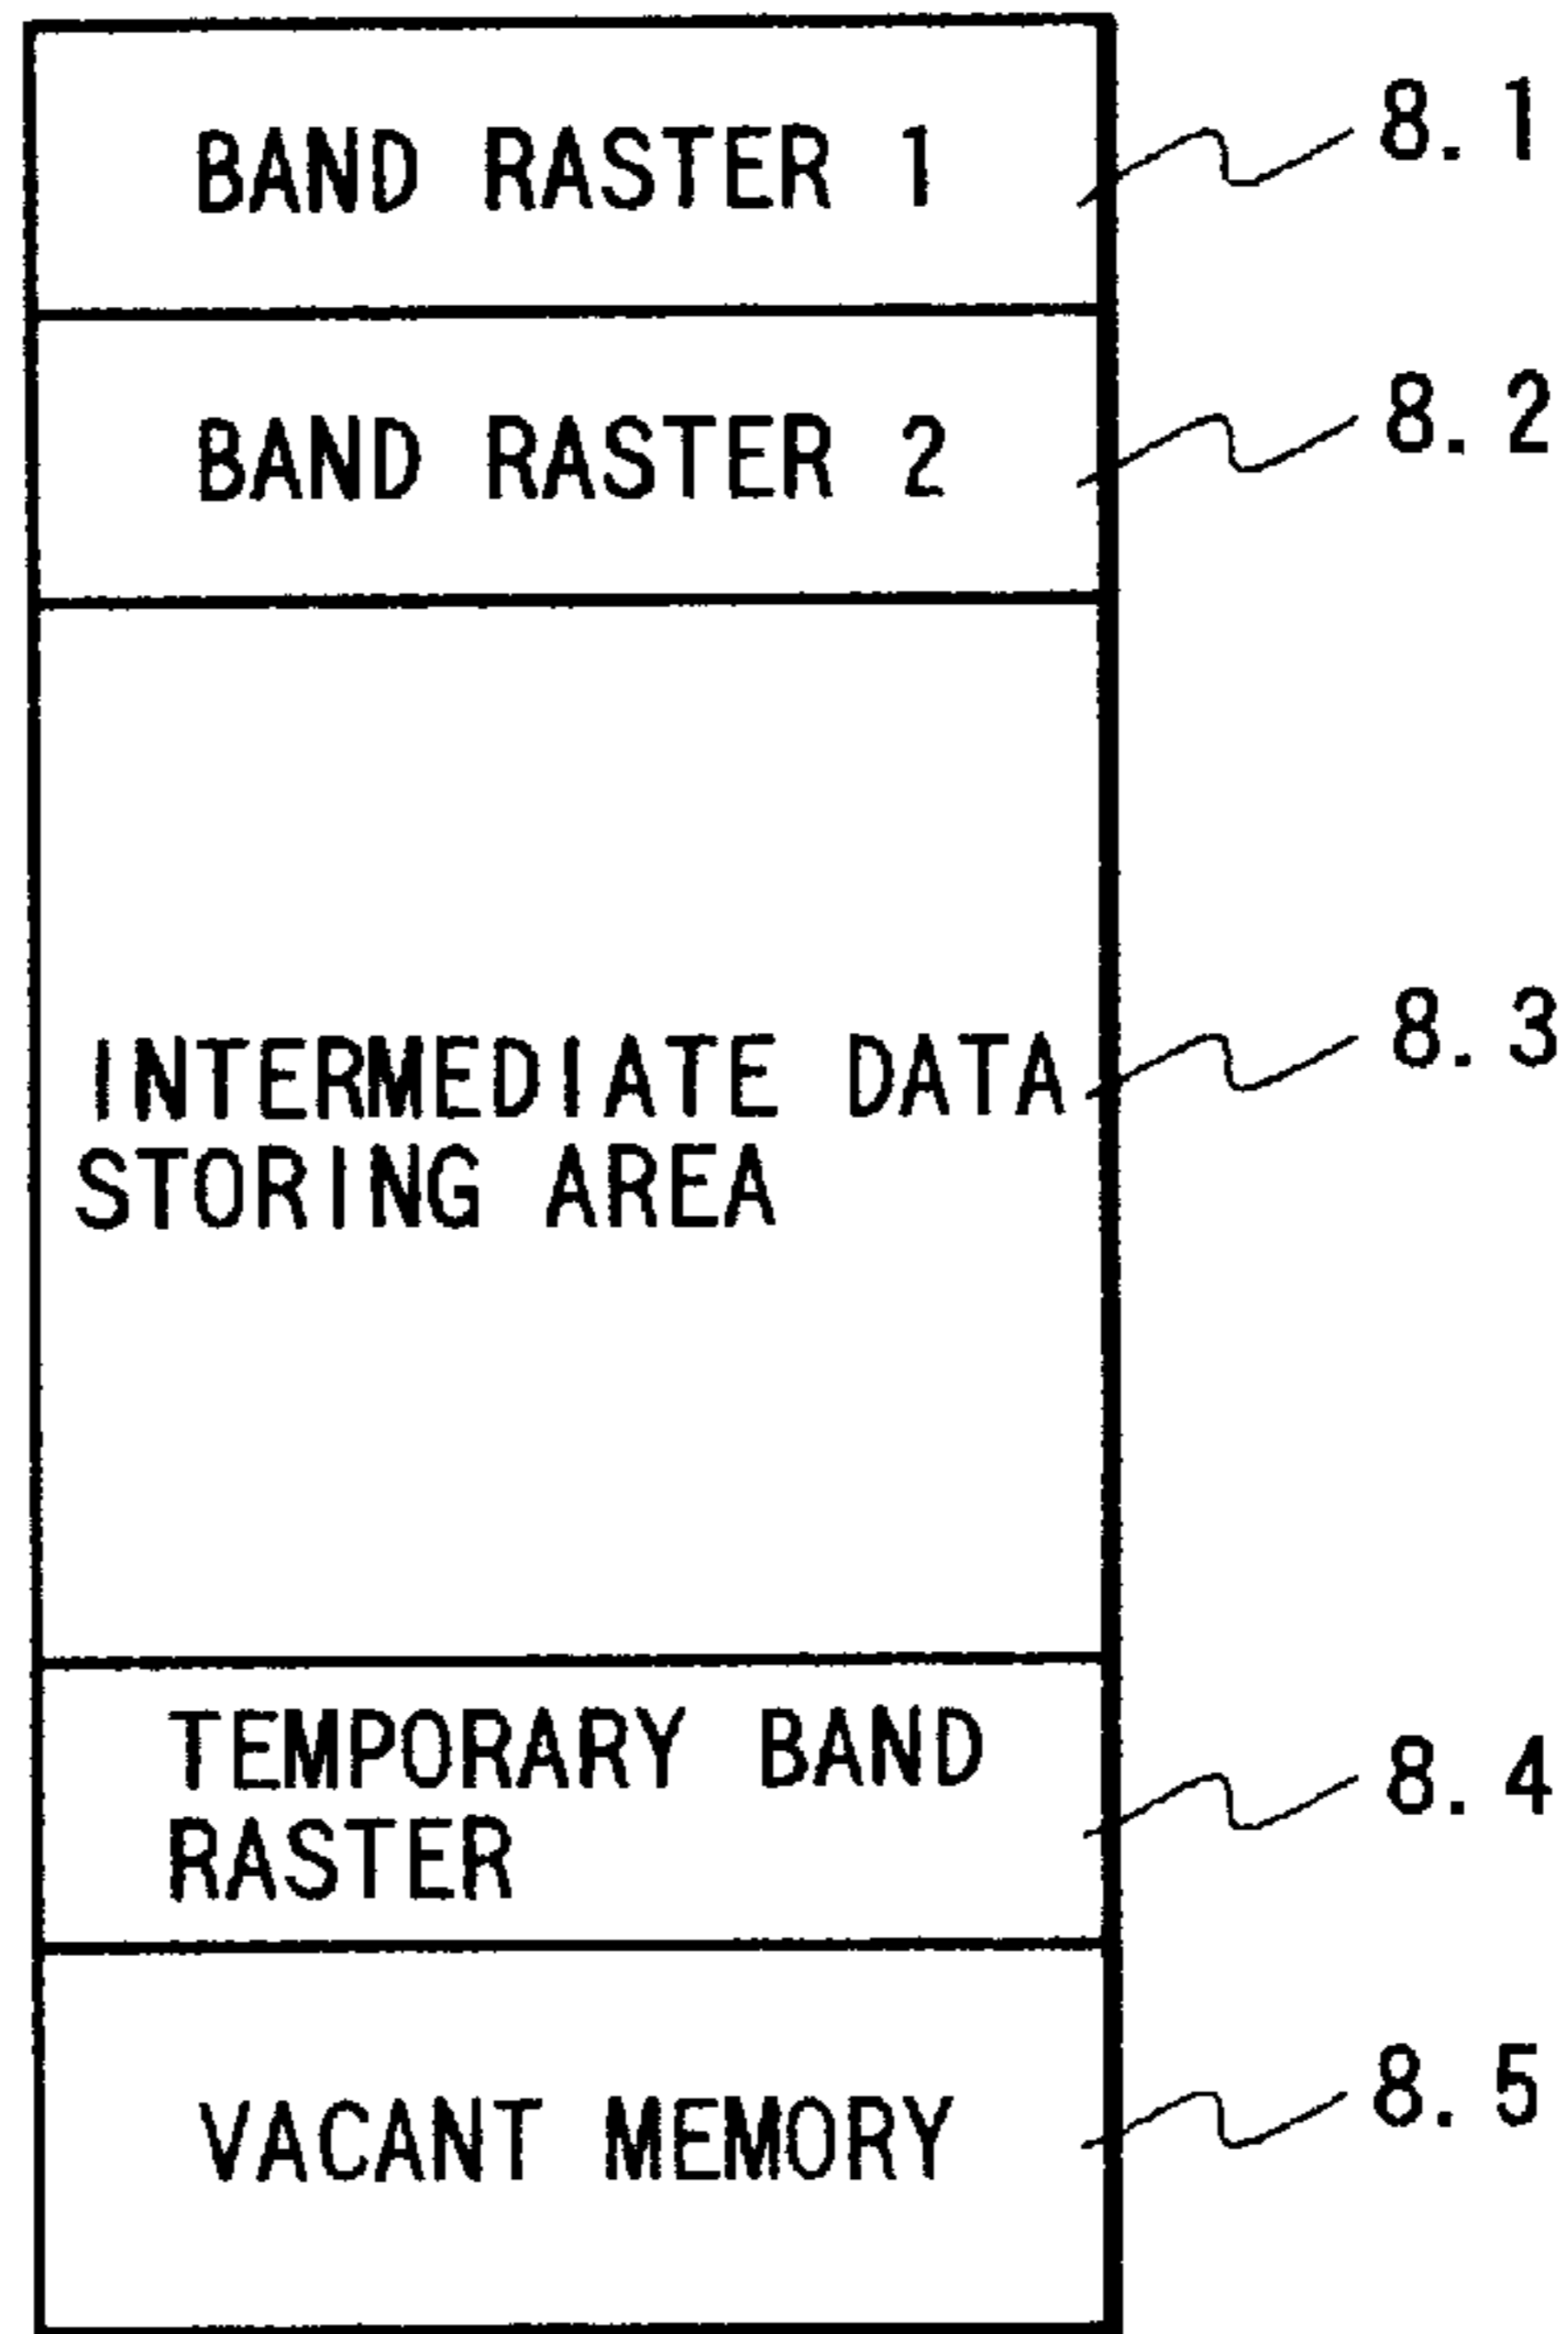 BAND RASTER 1
8.1
BAND RASTER 2
8.2
INTERMEDIATE DATA
8.3
STORING AREA
TEMPORARY BAND
8.4
RASTER
VACANT MEMORY
8.5